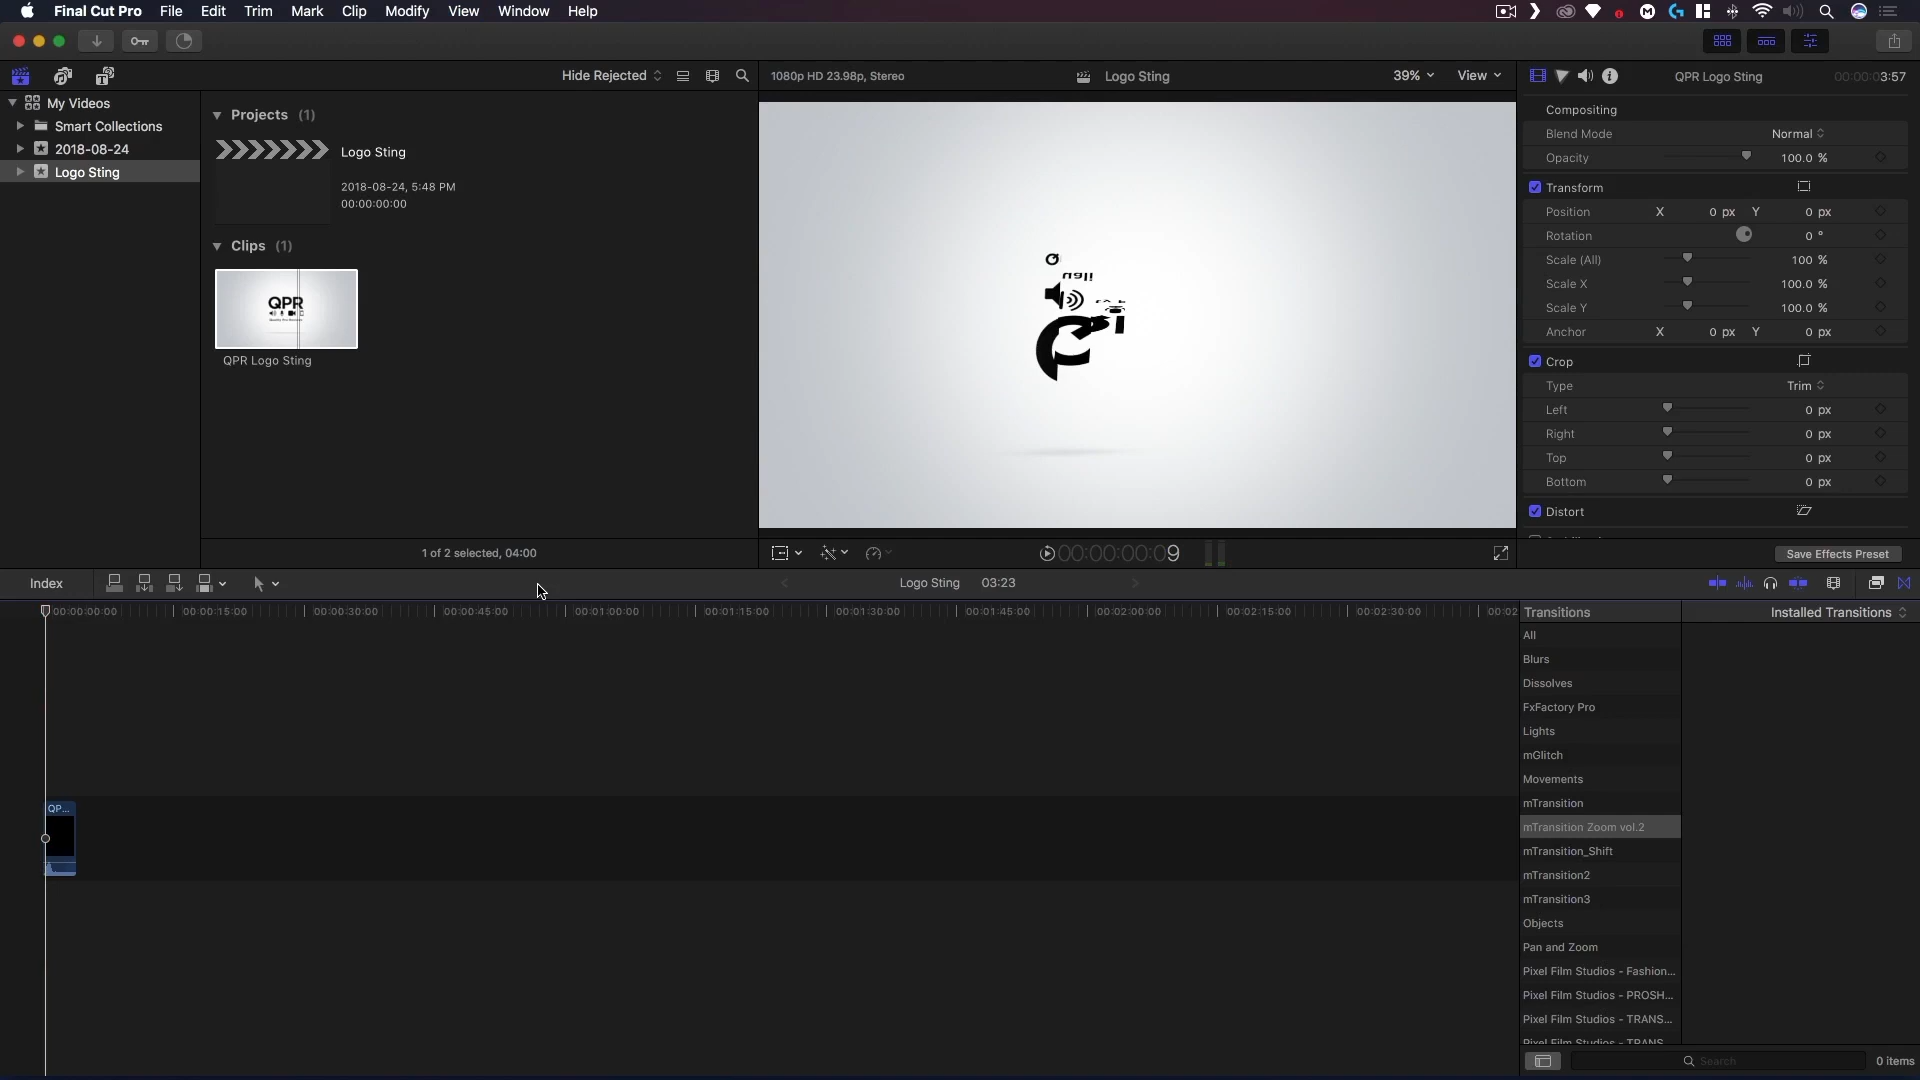 Final Cut Pro File Edit Trim Mark Clip Modify View Window Help
Hide Rejected
1080p HD 23.98p, Stereo
Logo Sting
39%
View
QPR Logo Sting
00:00:03:57
My Videos
Smart Collections
2018-08-24
Logo Sting
Projects (1)
Logo Sting
2018-08-24, 5:48 PM
00:00:00:00
Clips (1)
QPR
QPR Logo Sting
1 of 2 selected, 04:00
00:00:00:09
Compositing
Blend Mode Normal
Opacity 100.0 %
Transform
Position X 0 px Y 0 px
Rotation 0 °
Scale (All) 100 %
Scale X 100.0 %
Scale Y 100.0 %
Anchor X 0 px Y 0 px
Crop
Type Trim
Left 0 px
Right 0 px
Top 0 px
Bottom 0 px
Distort
Save Effects Preset
Index
Logo Sting 03:23
00:00:00:00 00:00:15:00 00:00:30:00 00:00:45:00 00:01:00:00 00:01:15:00 00:01:30:00 00:01:45:00 00:02:00:00 00:02:15:00 00:02:30:00 00:02
QP...
Transitions
Installed Transitions
All
Blurs
Dissolves
FxFactory Pro
Lights
mGlitch
Movements
mTransition
mTransition Zoom vol.2
mTransition_Shift
mTransition2
mTransition3
Objects
Pan and Zoom
Pixel Film Studios - Fashion...
Pixel Film Studios - PROSH...
Pixel Film Studios - TRANS...
Pixel Film Studios - TRANS
Search
0 items